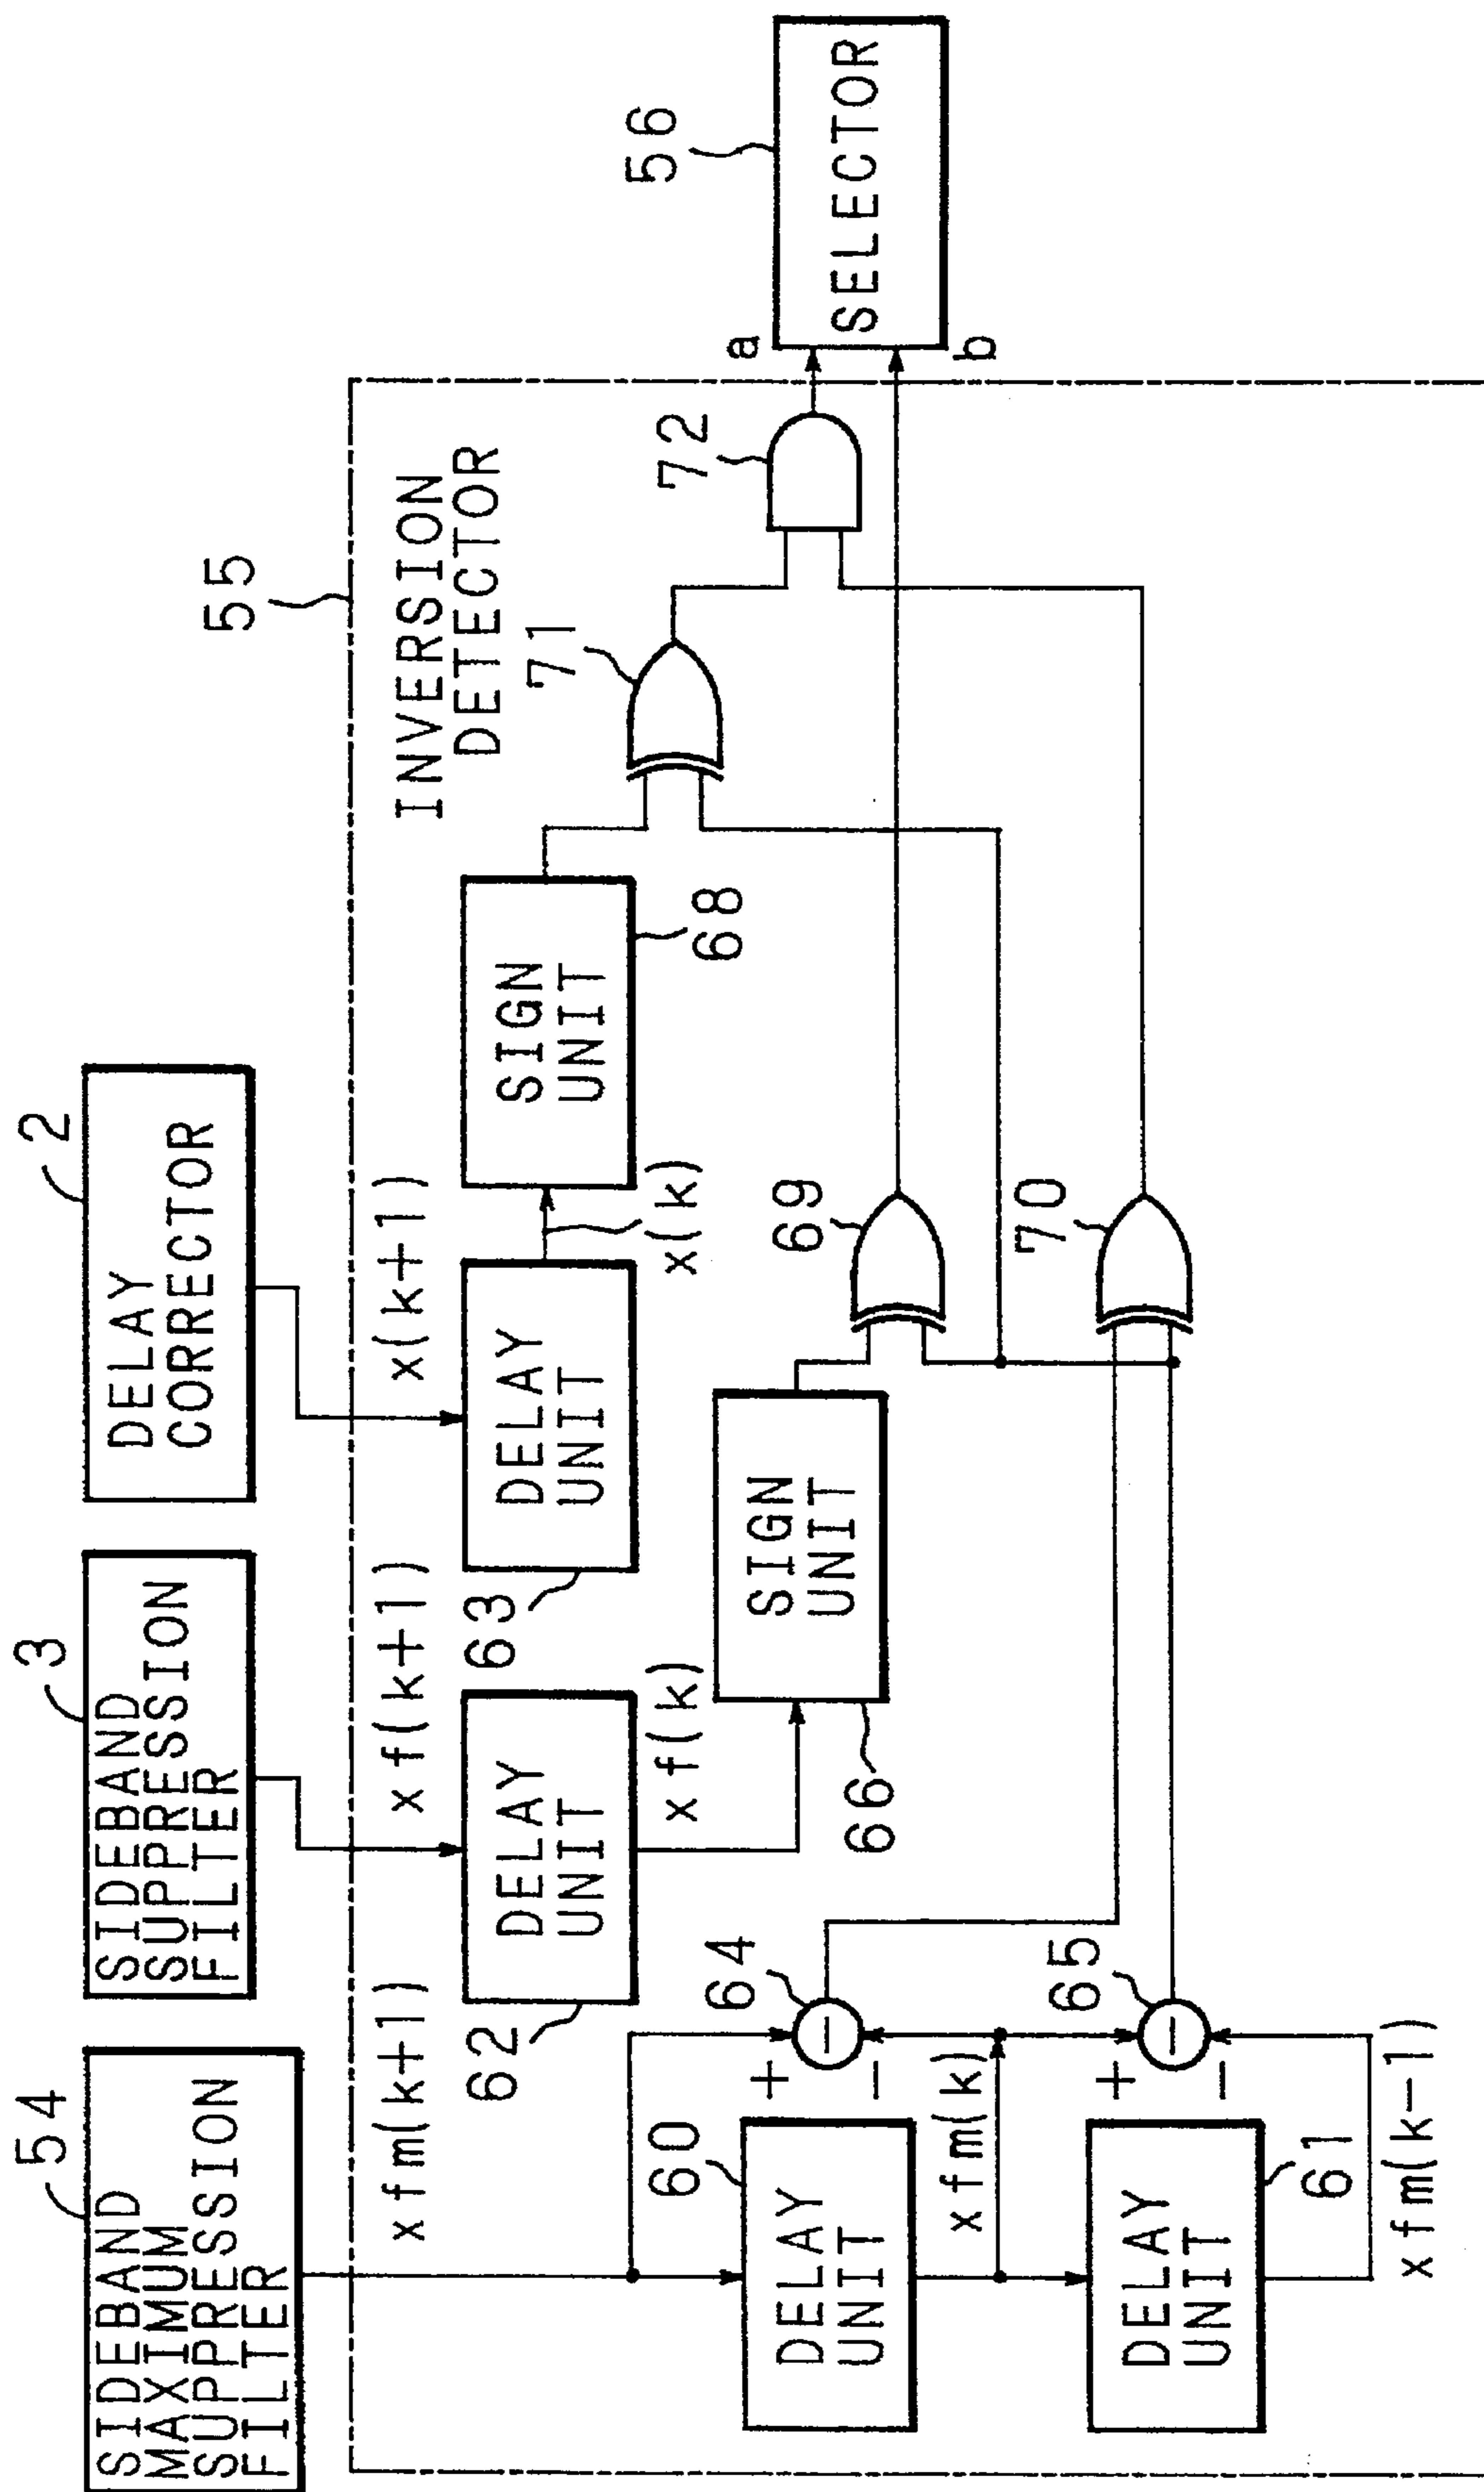 54
SIDEBAND
MAXIMUM
SUPPRESSION
FILTER
3
SIDEBAND
SUPPRESSION
FILTER
2
DELAY
CORRECTOR
55
INVERSION
DETECTOR
xfm(k+1)
xf(k+1)
x(k+1)
62
DELAY
UNIT
63
DELAY
UNIT
SIGN
UNIT
68
xf(k)
x(k)
71
72
56
SELECTOR
a
b
60
DELAY
UNIT
64
+
−
−
SIGN
UNIT
66
69
xfm(k)
65
+
−
−
70
DELAY
UNIT
61
xfm(k-1)